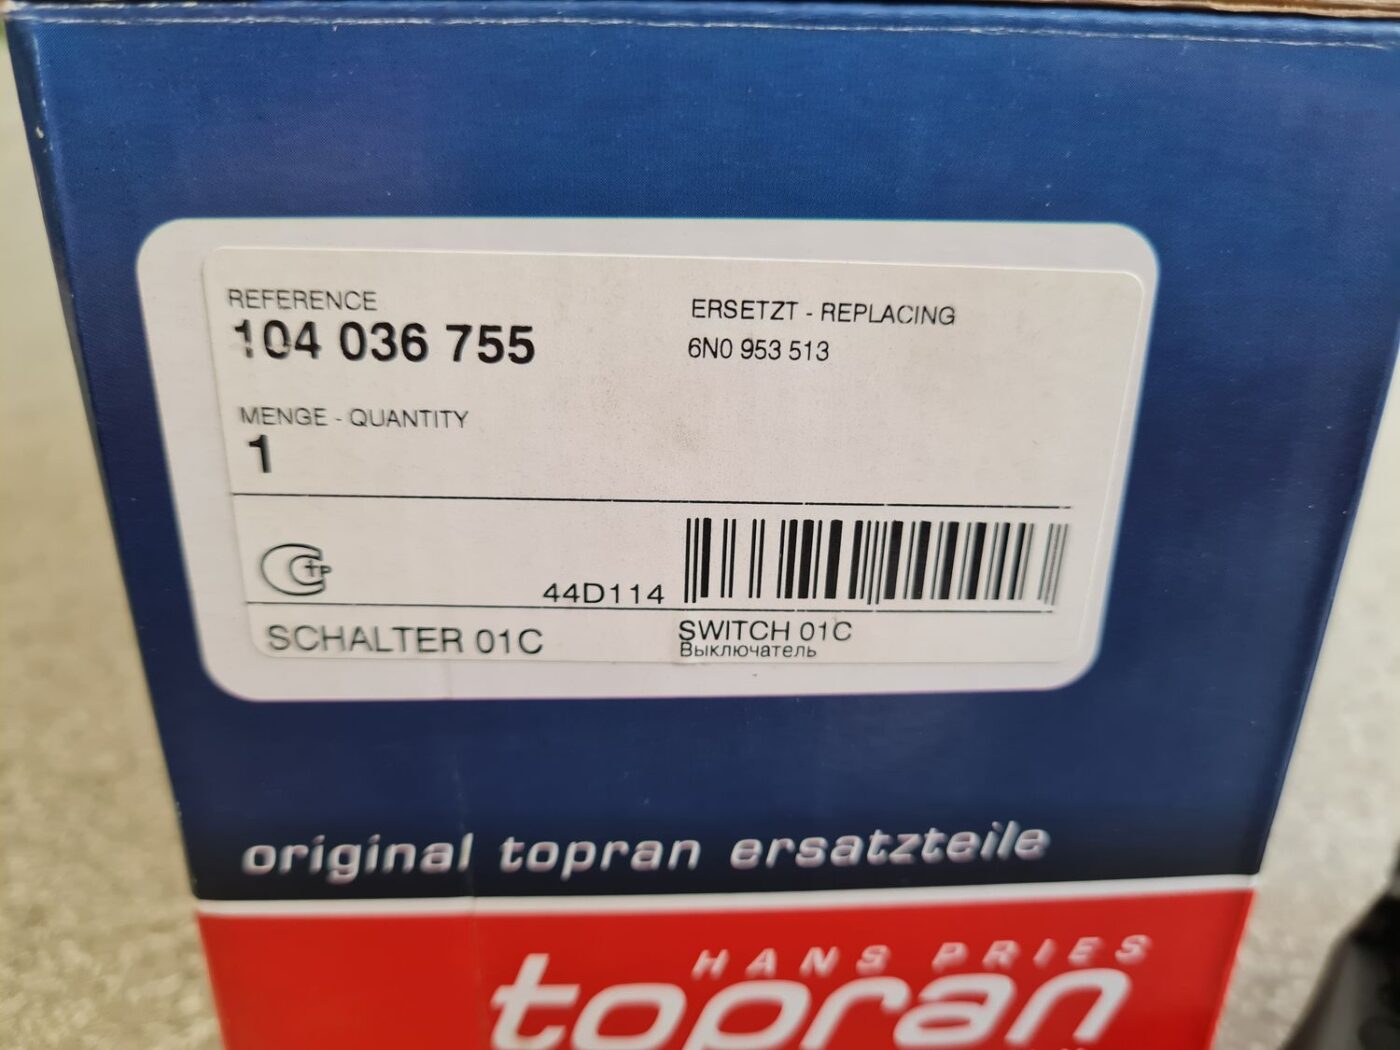 REFERENCE
104 036 755
ERSETZT - REPLACING
6N0 953 513
MENGE - QUANTITY
1
44D114
SCHALTER 01C
SWITCH 01C
Выключатель
original topran ersatzteile
HANS PRIES
topran